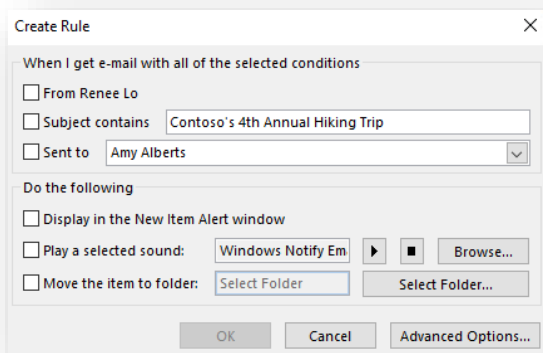 Create Rule
When I get e-mail with all of the selected conditions
From Renee Lo
Subject contains Contoso's 4th Annual Hiking Trip
Sent to Amy Alberts
Do the following
Display in the New Item Alert window
Play a selected sound: Windows Notify Em Browse...
Move the item to folder: Select Folder Select Folder...
OK Cancel Advanced Options...